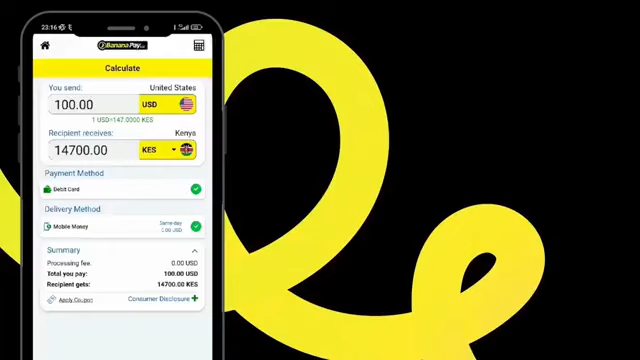 23:16
BananaPay
Calculate
You send: United States
100.00 USD
1 USD=147.0000 KES
Recipient receives: Kenya
14700.00 KES
Payment Method
Debit Card
Delivery Method
Mobile Money Same-day
0.00 USD
Summary
Processing fee. 0.00 USD
Total you pay: 100.00 USD
Recipient gets: 14700.00 KES
Apply Coupon Consumer Disclosure +